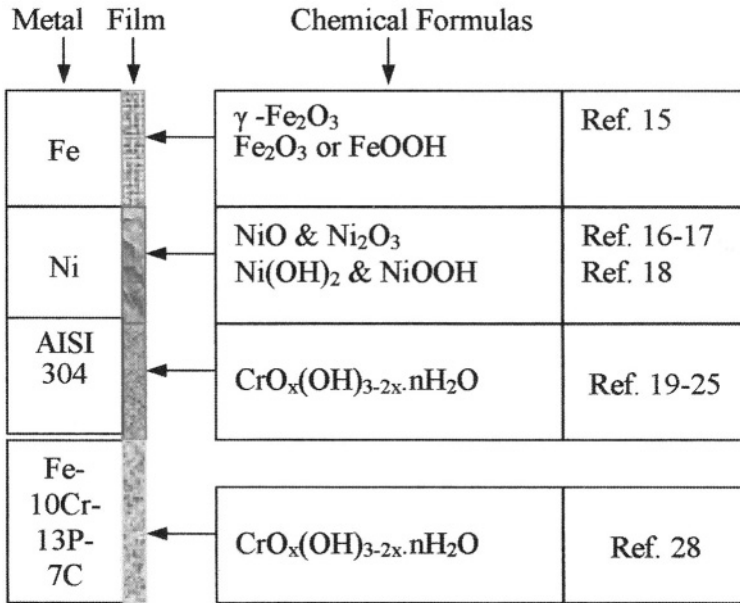 Metal Film Chemical Formulas
Fe
γ -Fe₂O₃
Fe₂O₃ or FeOOH
Ref. 15
Ni
NiO & Ni₂O₃
Ni(OH)₂ & NiOOH
Ref. 16-17
Ref. 18
AISI
304
CrOₓ(OH)₃₋₂ₓ.nH₂O
Ref. 19-25
Fe-
10Cr-
13P-
7C
CrOₓ(OH)₃₋₂ₓ.nH₂O
Ref. 28